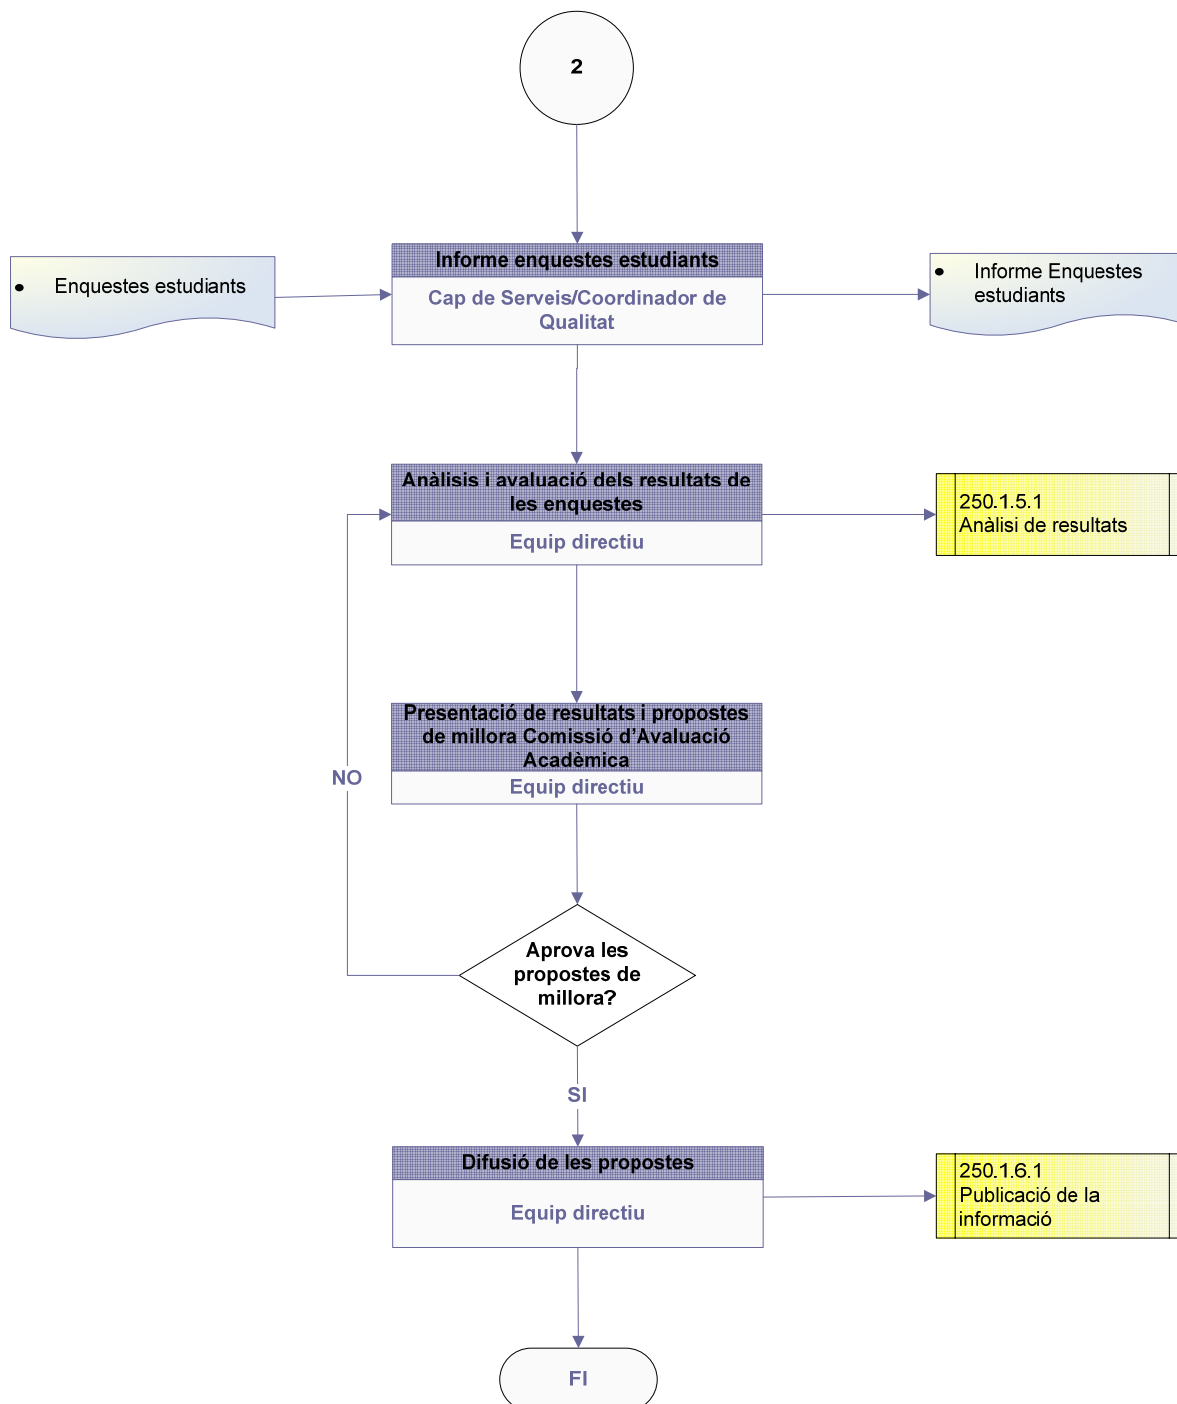 2
Informe enquestes estudiants
Cap de Serveis/Coordinador de
Qualitat
• Enquestes estudiants
• Informe Enquestes
estudiants
Anàlisis i avaluació dels resultats de
les enquestes
Equip directiu
250.1.5.1
Anàlisi de resultats
Presentació de resultats i propostes
de millora Comissió d'Avaluació
Acadèmica
Equip directiu
NO
Aprova les
propostes de
millora?
SI
Difusió de les propostes
Equip directiu
250.1.6.1
Publicació de la
informació
FI